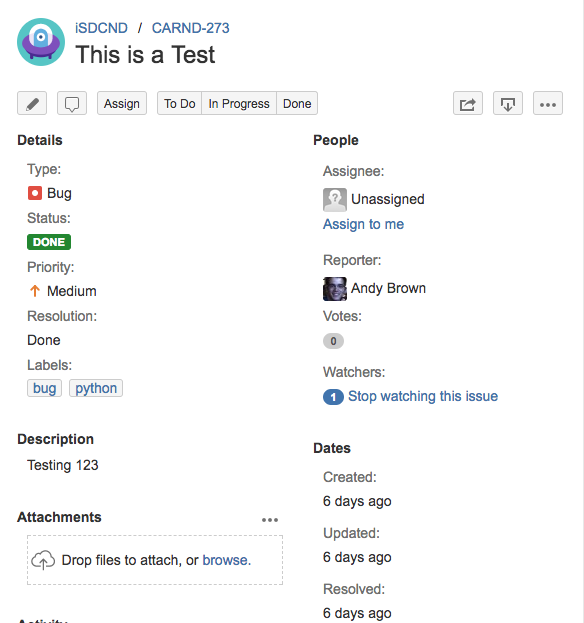 iSDCND / CARND-273
This is a Test
Assign
To Do
In Progress
Done
Details
Type:
Bug
Status:
DONE
Priority:
Medium
Resolution:
Done
Labels:
bug python
Description
Testing 123
Attachments
Drop files to attach, or browse.
Activity
People
Assignee:
Unassigned
Assign to me
Reporter:
Andy Brown
Votes:
0
Watchers:
1 Stop watching this issue
Dates
Created:
6 days ago
Updated:
6 days ago
Resolved:
6 days ago